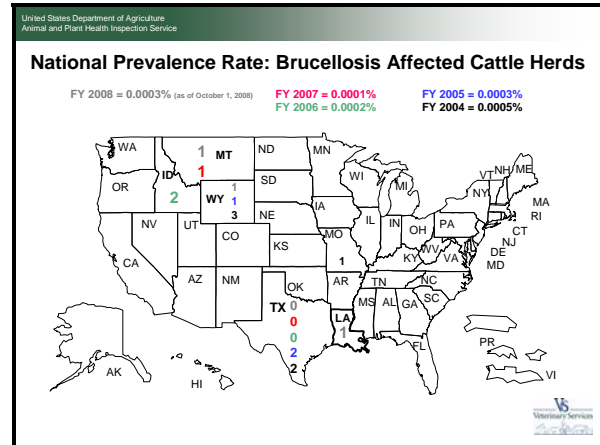 United States Department of Agriculture
Animal and Plant Health Inspection Service
National Prevalence Rate: Brucellosis Affected Cattle Herds
FY 2008 = 0.0003% (as of October 1, 2008)
FY 2007 = 0.0001%
FY 2005 = 0.0003%
FY 2006 = 0.0002%
FY 2004 = 0.0005%
WA
1 MT
1
ND
MN
VT NH ME
OR
ID
2
WY
1
1
3
SD
WI
MI
NY
MA
RI
CT
NJ
DE
MD
NV
UT
CO
NE
IA
IL
IN
OH
PA
WV
VA
KY
KS
MO
1
CA
AZ
NM
OK
AR
TN
NC
SC
MS
AL
GA
TX
0
0
0
2
2
LA
1
FL
AK
HI
PR
VI
VS
Veterinary Services